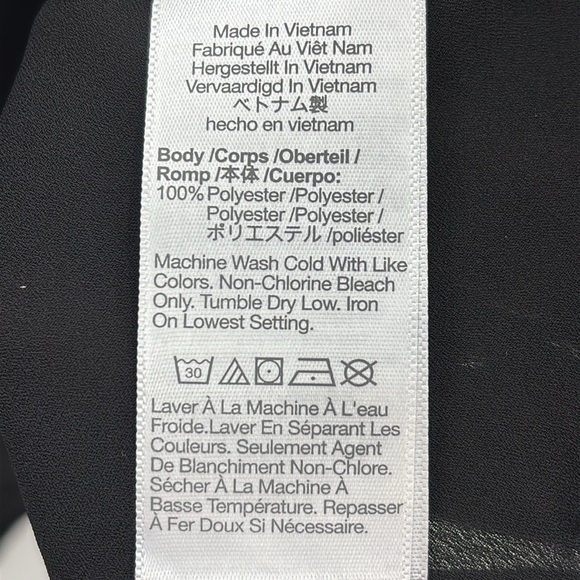 Made In Vietnam
Fabriqué Au Viêt Nam
Hergestellt In Vietnam
Vervaardigd In Vietnam
ベトナム製
hecho en vietnam
Body /Corps /Oberteil /
Romp /本体 /Cuerpo:
100% Polyester /Polyester /
Polyester /Polyester /
ポリエステル /poliéster
Machine Wash Cold With Like
Colors. Non-Chlorine Bleach
Only. Tumble Dry Low. Iron
On Lowest Setting.
30
Laver À La Machine À L'eau
Froide.Laver En Séparant Les
Couleurs. Seulement Agent
De Blanchiment Non-Chlore.
Sécher À La Machine À
Basse Température. Repasser
À Fer Doux Si Nécessaire.